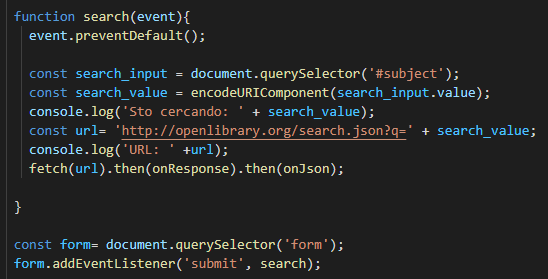 function search(event){
event.preventDefault();
const search_input = document.querySelector('#subject');
const search_value = encodeURIComponent(search_input.value);
console.log('Sto cercando: ' + search_value);
const url= 'http://openlibrary.org/search.json?q=' + search_value;
console.log('URL: ' +url);
fetch(url).then(onResponse).then(onJson);
}
const form= document.querySelector('form');
form.addEventListener('submit', search);